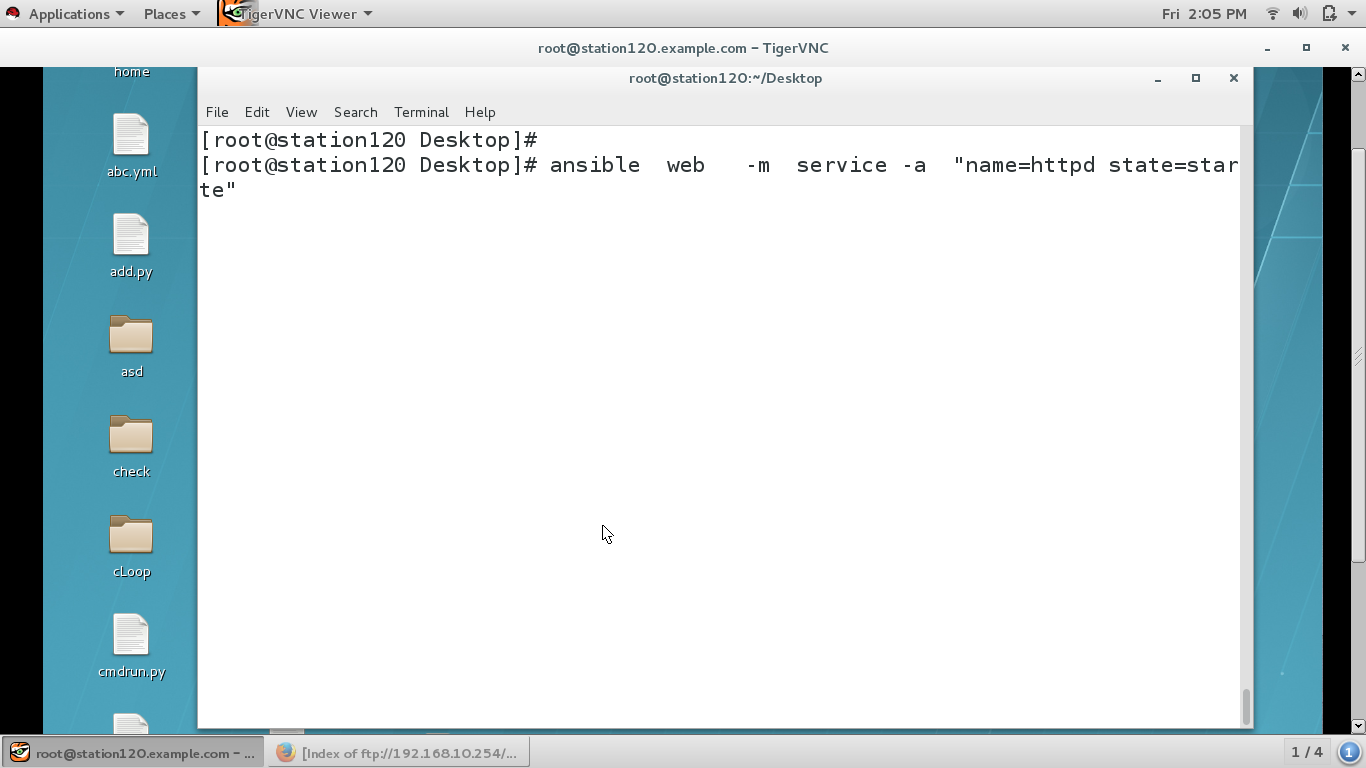 Applications Places TigerVNC Viewer Fri 2:05 PM
root@station120.example.com – TigerVNC
home
root@station120:~/Desktop
File Edit View Search Terminal Help
[root@station120 Desktop]#
[root@station120 Desktop]# ansible  web   -m  service -a  "name=httpd state=star
te"
abc.yml
add.py
asd
check
cLoop
cmdrun.py
root@station120.example.com – ... [Index of ftp://192.168.10.254/... 1 / 4 1